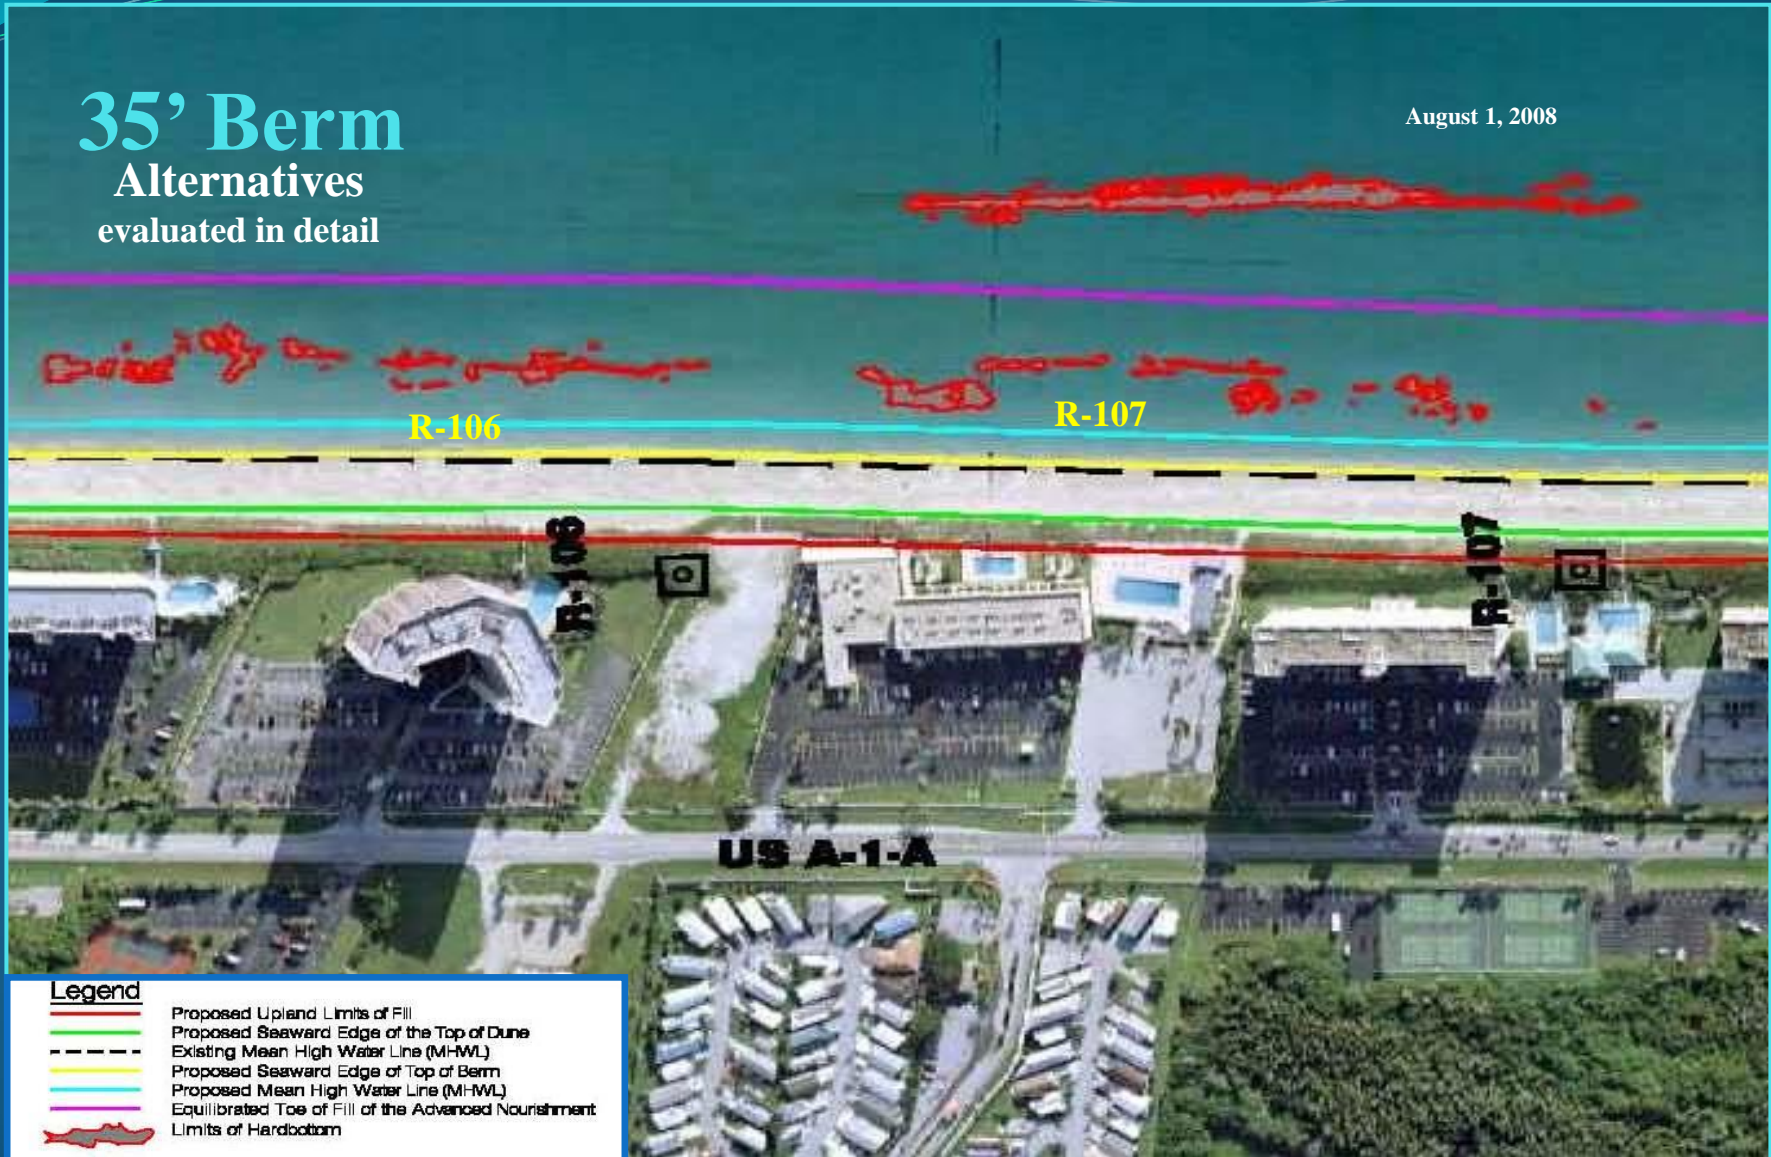 35’ Berm
Alternatives
evaluated in detail
August 1, 2008
R-106
R-107
R-106
R-107
US A-1-A
Legend
Proposed Upland Limits of Fill
Proposed Seaward Edge of the Top of Dune
Existing Mean High Water Line (MHWL)
Proposed Seaward Edge of Top of Berm
Proposed Mean High Water Line (MHWL)
Equilibrated Toe of Fill of the Advanced Nourishment
Limits of Hardbottom